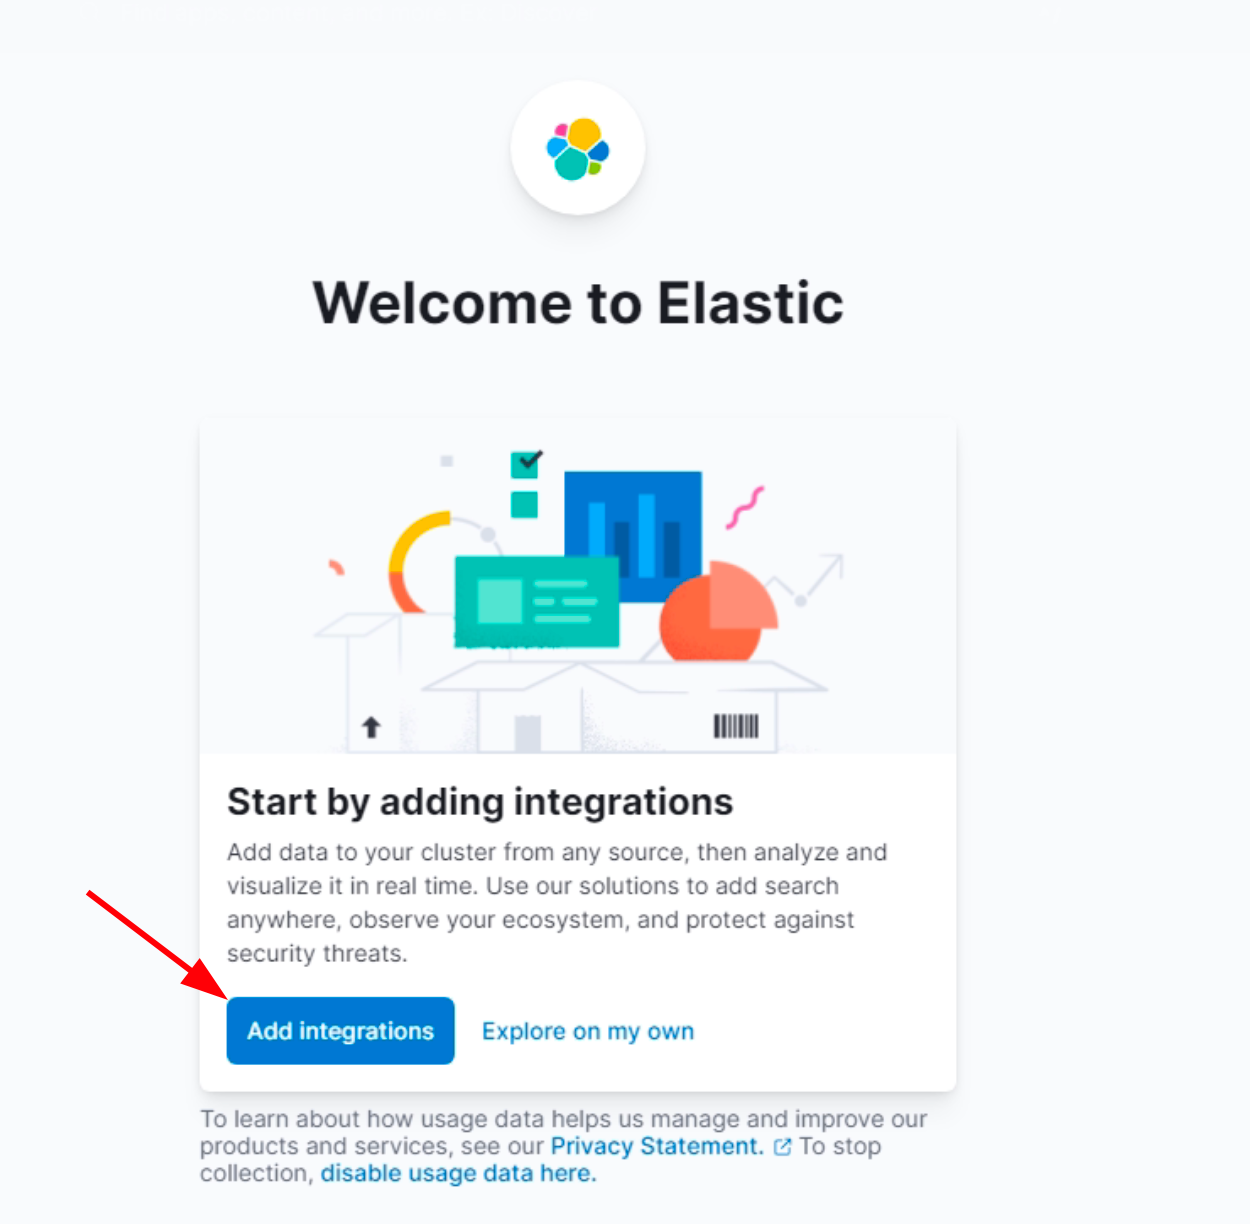 Welcome to Elastic
Start by adding integrations
Add data to your cluster from any source, then analyze and
visualize it in real time. Use our solutions to add search
anywhere, observe your ecosystem, and protect against
security threats.
Add integrations
Explore on my own
To learn about how usage data helps us manage and improve our
products and services, see our Privacy Statement. To stop
collection, disable usage data here.